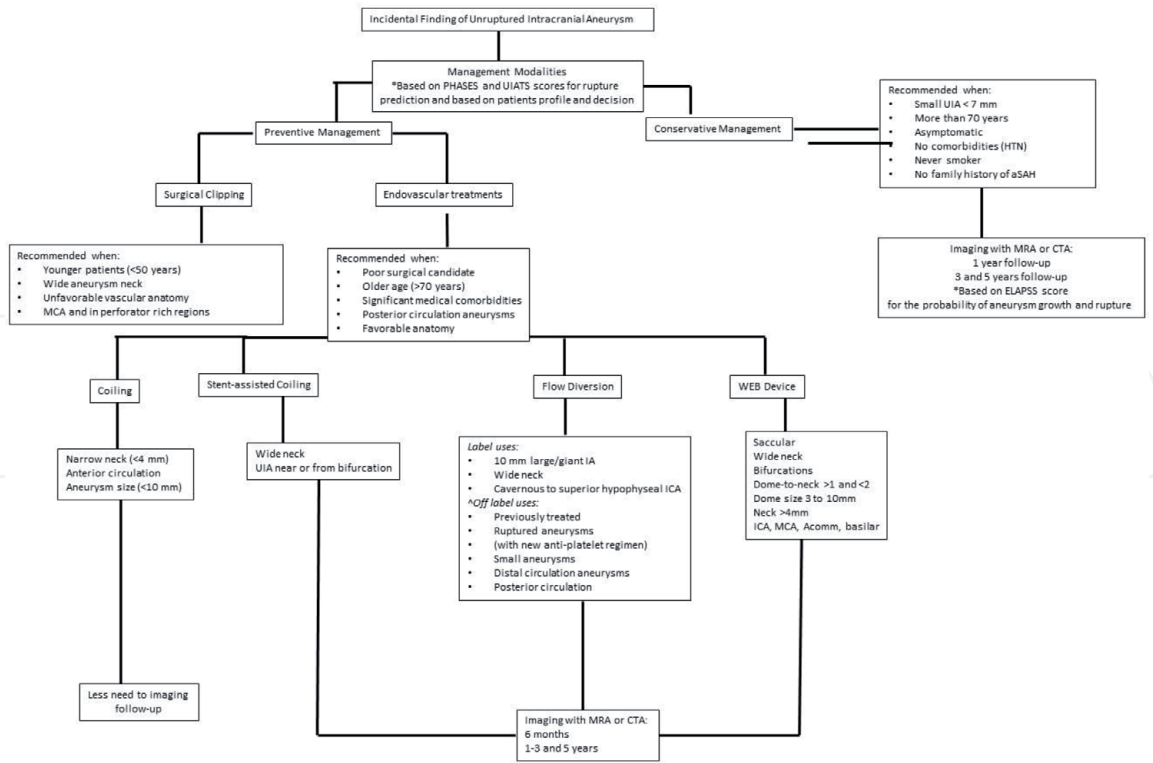 Incidental Finding of Unruptured Intracranial Aneurysm
Management Modalities
*Based on PHASES and UIATS scores for rupture
prediction and based on patients profile and decision
Preventive Management
Conservative Management
Recommended when:
• Small UIA < 7 mm
• More than 70 years
• Asymptomatic
• No comorbidities (HTN)
• Never smoker
• No family history of aSAH
Surgical Clipping
Endovascular treatments
Recommended when:
• Younger patients (<50 years)
• Wide aneurysm neck
• Unfavorable vascular anatomy
• MCA and in perforator rich regions
Recommended when:
• Poor surgical candidate
• Older age (>70 years)
• Significant medical comorbidities
• Posterior circulation aneurysms
• Favorable anatomy
Imaging with MRA or CTA:
1 year follow-up
3 and 5 years follow-up
*Based on ELAPSS score
for the probability of aneurysm growth and rupture
Coiling
Stent-assisted Coiling
Flow Diversion
WEB Device
Narrow neck (<4 mm)
Anterior circulation
Aneurysm size (<10 mm)
Wide neck
UIA near or from bifurcation
Label uses:
• 10 mm large/giant IA
• Wide neck
• Cavernous to superior hypophyseal ICA
^Off label uses:
• Previously treated
• Ruptured aneurysms
• (with new anti-platelet regimen)
• Small aneurysms
• Distal circulation aneurysms
• Posterior circulation
Saccular
Wide neck
Bifurcations
Dome-to-neck >1 and <2
Dome size 3 to 10mm
Neck >4mm
ICA, MCA, Acomm, basilar
Less need to imaging
follow-up
Imaging with MRA or CTA:
6 months
1-3 and 5 years